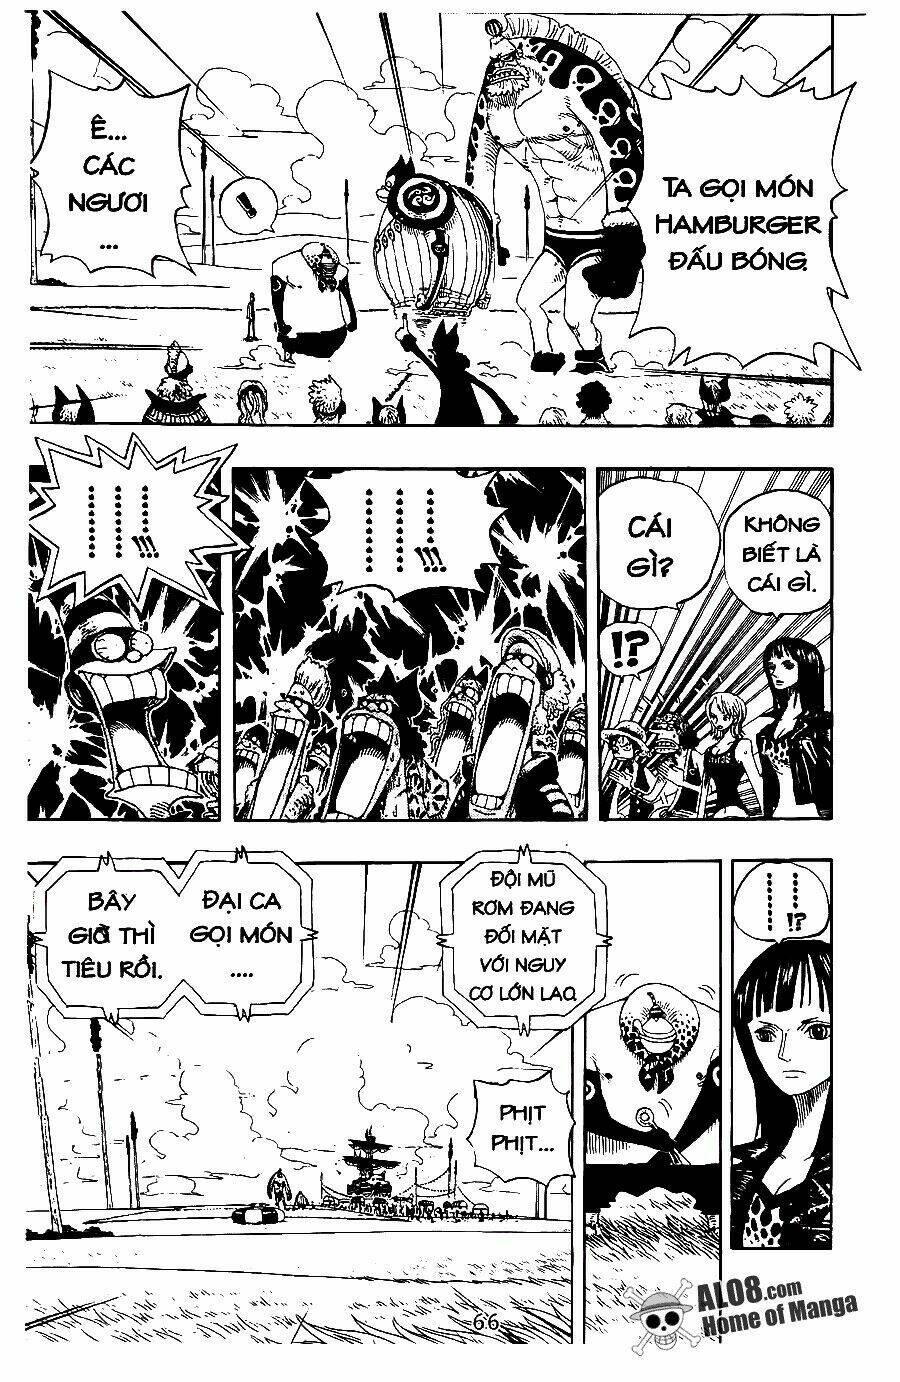 Ê...
CÁC
NGƯƠI
...
!
TA GỌI MÓN
HAMBURGER
ĐẤU BÓNG.
!!!
!!!
CÁI
GÌ?
KHÔNG
BIẾT LÀ
CÁI GÌ.
!?
BÂY
GIỜ THÌ
TIÊU RỒI.
ĐẠI CA
GỌI MÓN
....
ĐỘI MŨ
RƠM ĐANG
ĐỐI MẶT
VỚI NGUY
CƠ LỚN LAO.
PHỊT
PHỊT...
!?
66
ALO8.com
Home of Manga